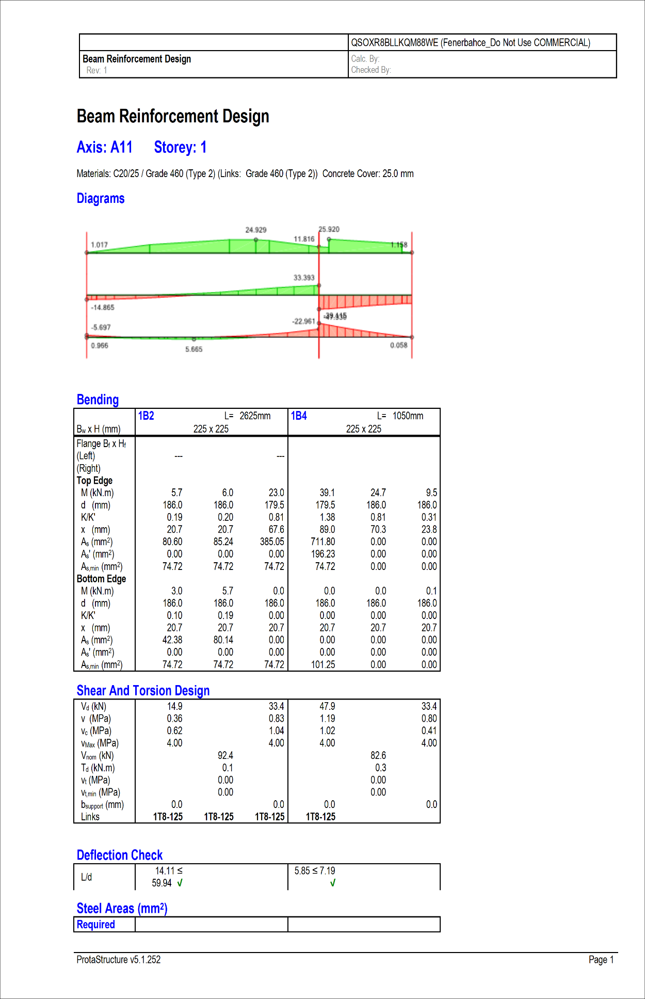 QSOXR8BLLKQM88WE (Fenerbahce_Do Not Use COMMERCIAL)
Beam Reinforcement Design
Rev: 1
Calc. By:
Checked By:
Beam Reinforcement Design
Axis: A11 Storey: 1
Materials: C20/25 / Grade 460 (Type 2) (Links: Grade 460 (Type 2)) Concrete Cover: 25.0 mm
Diagrams
24.929 25.920
1.017 11.816 1.158
33.393
-14.865 -39.115
-22.961
-5.697
0.966 5.665 0.058
Bending
1B2 L= 2625mm 1B4 L= 1050mm
Bw x H (mm) 225 x 225 225 x 225
Flange Bf x Hf
(Left) --- ---
(Right)
Top Edge
M (kN.m) 5.7 6.0 23.0 39.1 24.7 9.5
d (mm) 186.0 186.0 179.5 179.5 186.0 186.0
K/K' 0.19 0.20 0.81 1.38 0.81 0.31
x (mm) 20.7 20.7 67.6 89.0 70.3 23.8
As (mm²) 80.60 85.24 385.05 711.80 0.00 0.00
As' (mm²) 0.00 0.00 0.00 196.23 0.00 0.00
As,min (mm²) 74.72 74.72 74.72 74.72 0.00 0.00
Bottom Edge
M (kN.m) 3.0 5.7 0.0 0.0 0.0 0.1
d (mm) 186.0 186.0 186.0 186.0 186.0 186.0
K/K' 0.10 0.19 0.00 0.00 0.00 0.00
x (mm) 20.7 20.7 20.7 20.7 20.7 20.7
As (mm²) 42.38 80.14 0.00 0.00 0.00 0.00
As' (mm²) 0.00 0.00 0.00 0.00 0.00 0.00
As,min (mm²) 74.72 74.72 74.72 101.25 0.00 0.00
Shear And Torsion Design
Vd (kN) 14.9 33.4 47.9 33.4
v (MPa) 0.36 0.83 1.19 0.80
vc (MPa) 0.62 1.04 1.02 0.41
vMax (MPa) 4.00 4.00 4.00 4.00
Vnom (kN) 92.4 82.6
Td (kN.m) 0.1 0.3
vt (MPa) 0.00 0.00
vt,min (MPa) 0.00 0.00
bsupport (mm) 0.0 0.0 0.0 0.0
Links 1T8-125 1T8-125 1T8-125 1T8-125
Deflection Check
L/d 14.11 ≤ 5.85 ≤ 7.19
59.94 √ √
Steel Areas (mm²)
Required
ProtaStructure v5.1.252 Page 1